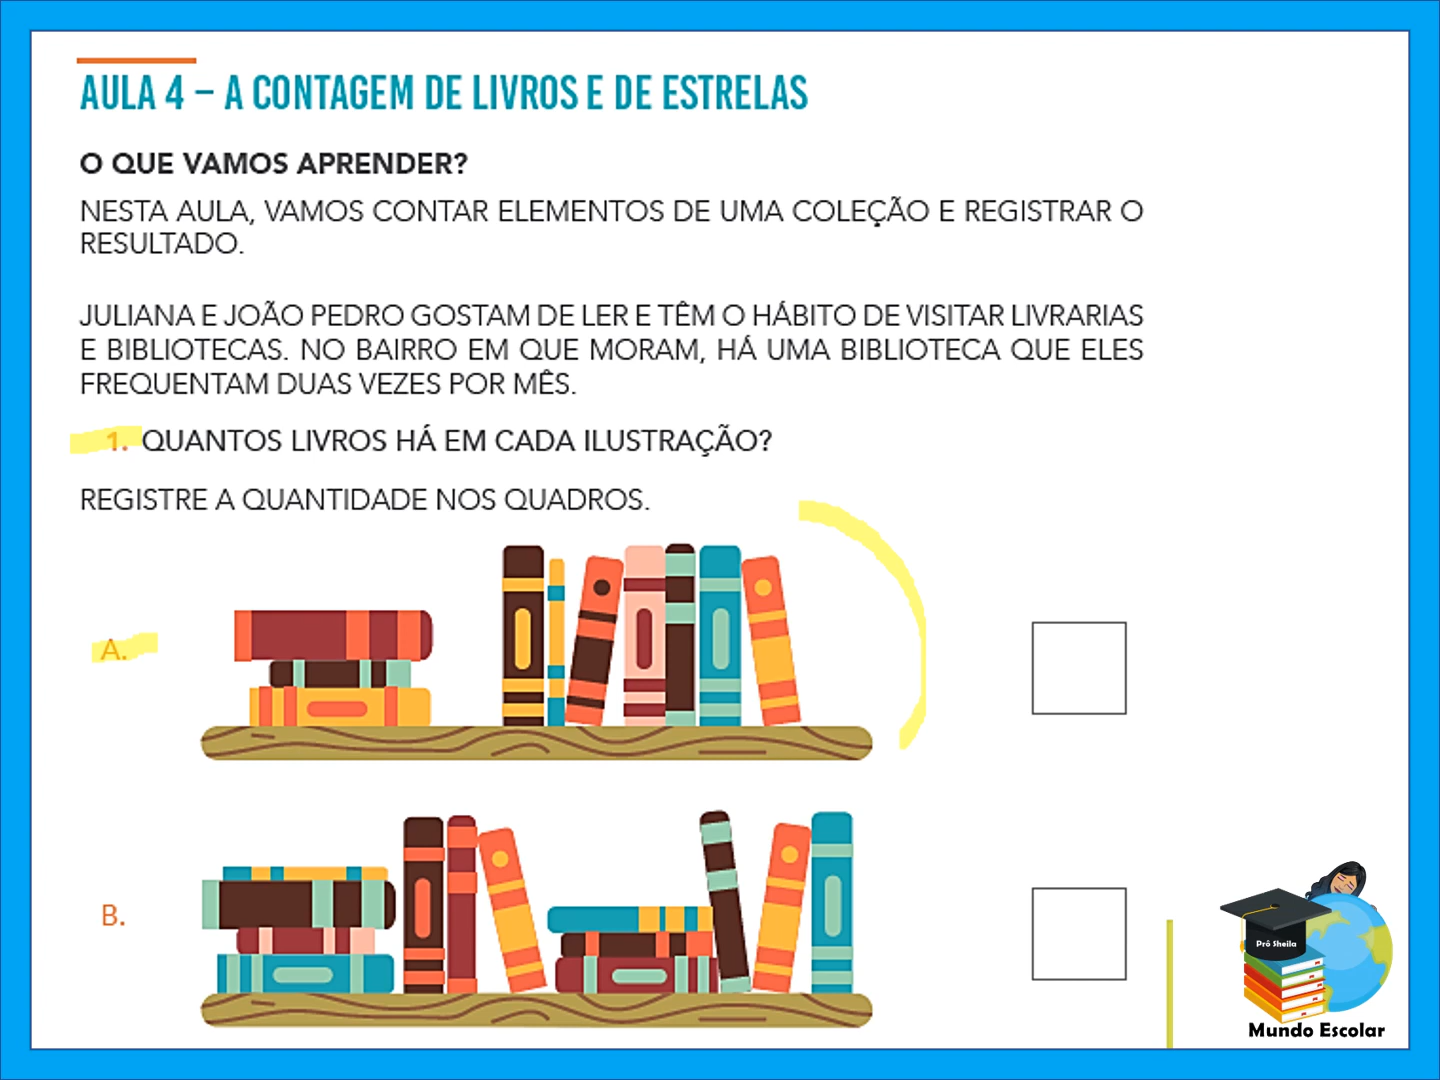 AULA 4 – A CONTAGEM DE LIVROS E DE ESTRELAS
O QUE VAMOS APRENDER?
NESTA AULA, VAMOS CONTAR ELEMENTOS DE UMA COLEÇÃO E REGISTRAR O
RESULTADO.
JULIANA E JOÃO PEDRO GOSTAM DE LER E TÊM O HÁBITO DE VISITAR LIVRARIAS
E BIBLIOTECAS. NO BAIRRO EM QUE MORAM, HÁ UMA BIBLIOTECA QUE ELES
FREQUENTAM DUAS VEZES POR MÊS.
1. QUANTOS LIVROS HÁ EM CADA ILUSTRAÇÃO?
REGISTRE A QUANTIDADE NOS QUADROS.
A.
B.
Pró Sheila
Mundo Escolar